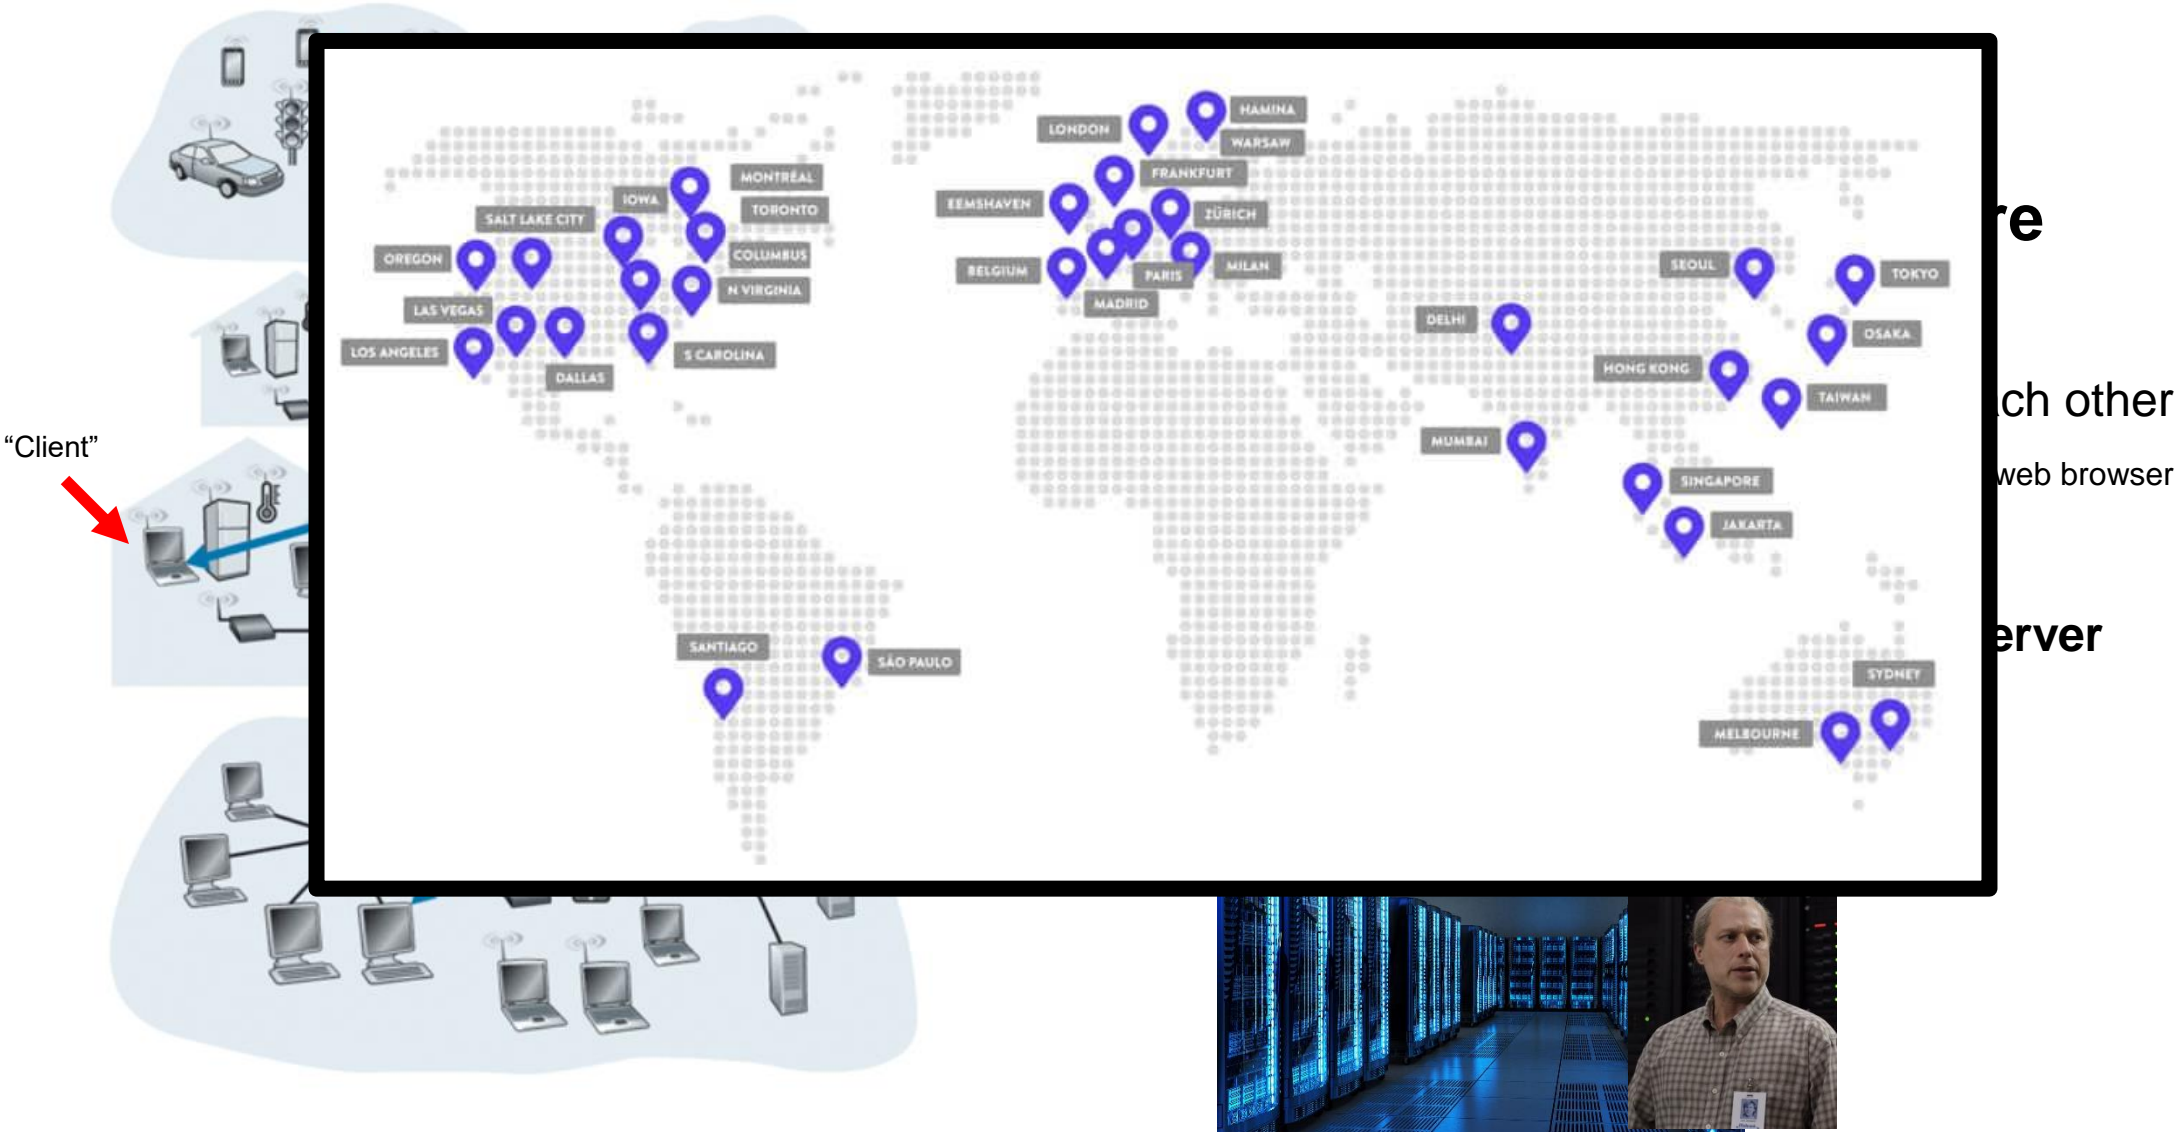 HAMINA
LONDON
WARSAW
FRANKFURT
MONTRÉAL
IOWA
TORONTO
EEMSHAVEN
ZÜRICH
SALT LAKE CITY
re
COLUMBUS
OREGON
SEOUL
MILAN
BELGIUM
PARIS
TOKYO
N VIRGINIA
MADRID
LAS VEGAS
DELHI
OSAKA
LOS ANGELES
S CAROLINA
HONG KONG
DALLAS
TAIWAN
ch other
“Client”
MUMBAI
web browser
SINGAPORE
JAKARTA
erver
SANTIAGO
SÃO PAULO
SYDNEY
MELBOURNE